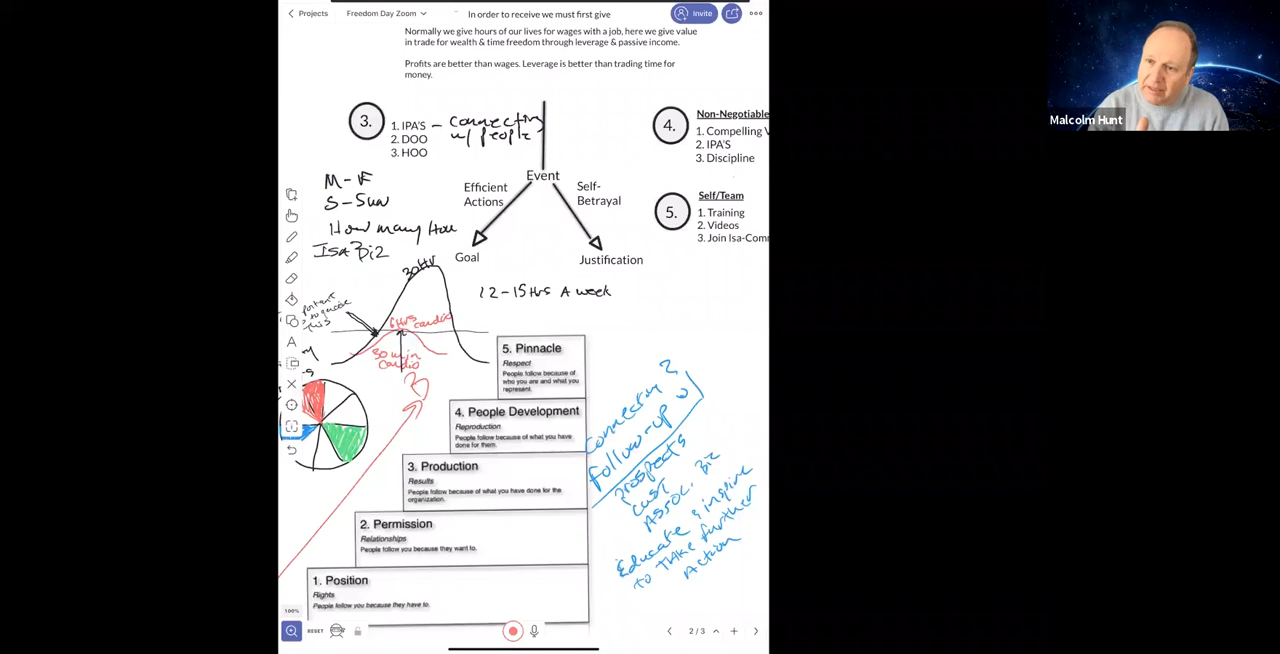 Projects
Freedom Day Zoom
In order to receive we must first give
Invite
Normally we give hours of our lives for wages with a job, here we give value
in trade for wealth & time freedom through leverage & passive income.
Profits are better than wages. Leverage is better than trading time for
money.
3.
1. IPA'S - connecting
w/ people
2. DOO
3. HOO
Event
Efficient
Actions
Self-
Betrayal
Goal
Justification
4.
Non-Negotiable
1. Compelling V
2. IPA'S
3. Discipline
5.
Self/Team
1. Training
2. Videos
3. Join Isa-Comm
Malcolm Hunt
M-F
S-Sun
How many Hou
Isa Biz
30 Hr
12-15 Hrs A week
6 Hrs cardio
30 min
cardio
this
5. Pinnacle
Respect
People follow because of
who you are and what you
represent.
4. People Development
Reproduction
People follow because of what you have
done for them.
3. Production
Results
People follow because of what you have done for the
organization.
2. Permission
Relationships
People follow you because they want to.
1. Position
Rights
People follow you because they have to.
Follow-up
prospects
cust
Assoc. Biz
Educate & inspire
to take further
Action
A
100%
RESET
2 / 3